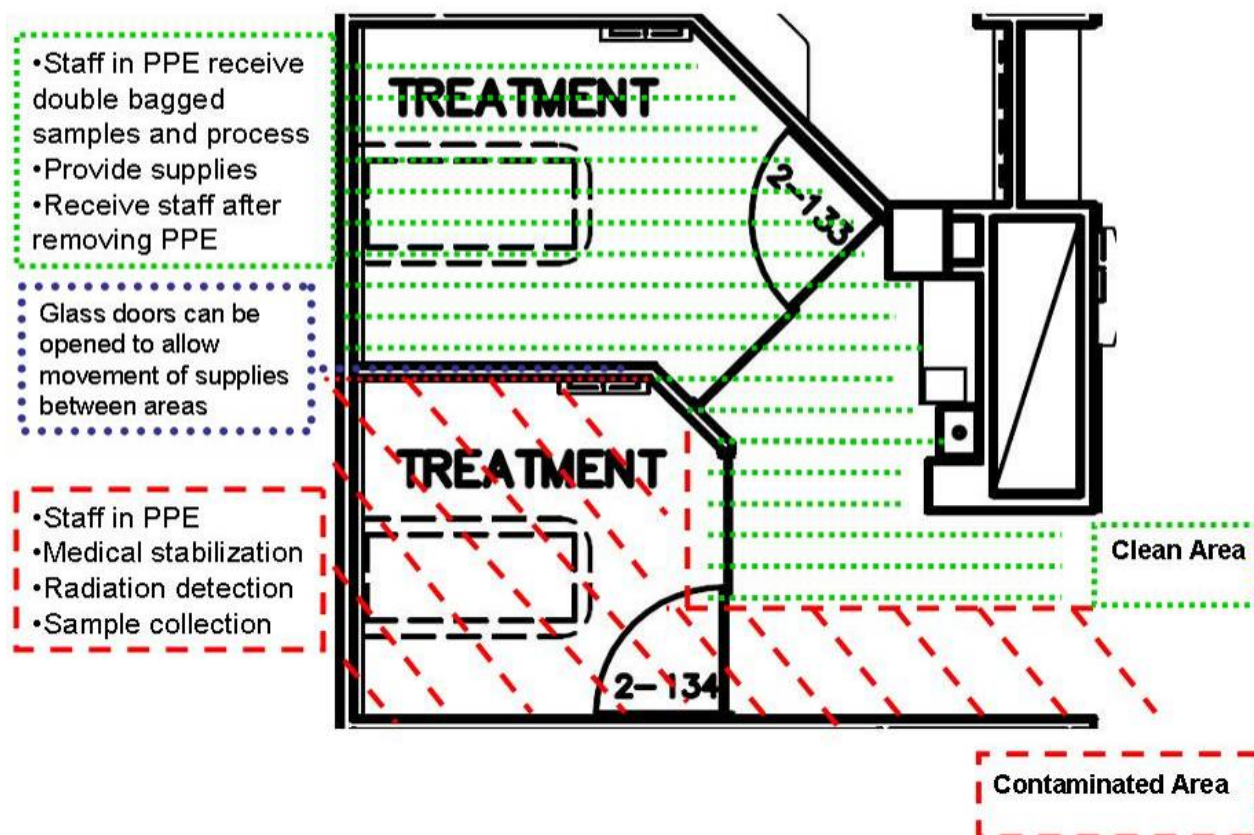 •Staff in PPE receive
double bagged
samples and process
•Provide supplies
•Receive staff after
removing PPE
Glass doors can be
opened to allow
movement of supplies
between areas
•Staff in PPE
•Medical stabilization
•Radiation detection
•Sample collection
TREATMENT
2-133
TREATMENT
2-134
Clean Area
Contaminated Area